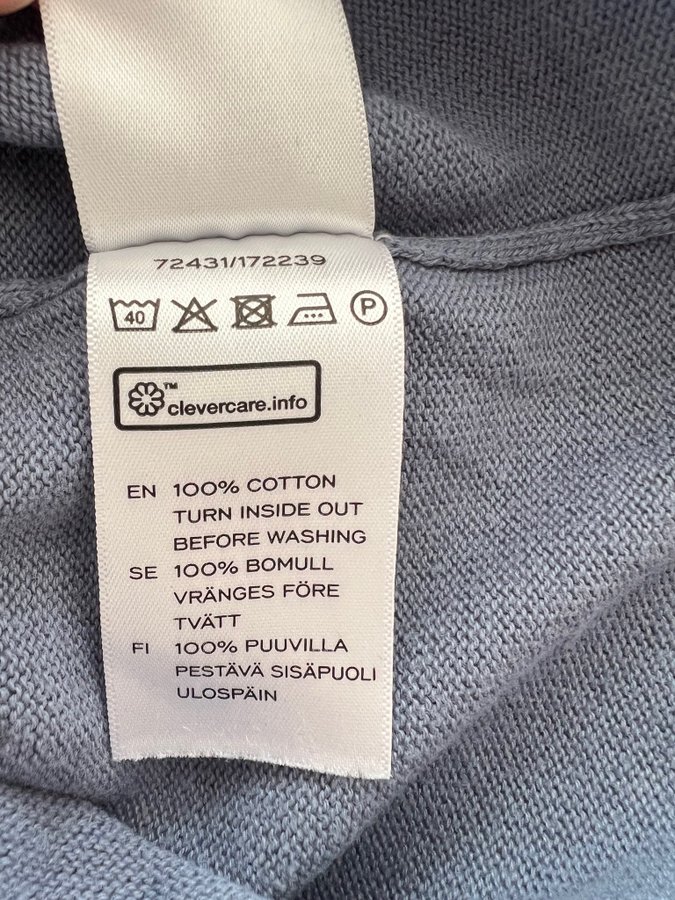 72431/172239
40 P
™
clevercare.info
EN 100% COTTON
TURN INSIDE OUT
BEFORE WASHING
SE 100% BOMULL
VRÄNGES FÖRE
TVÄTT
FI 100% PUUVILLA
PESTÄVÄ SISÄPUOLI
ULOSPÄIN